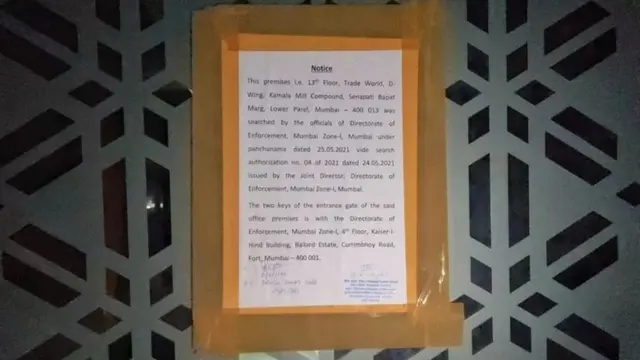 Notice
This premises i.e. 13th Floor, Trade World, D
Wing, Kamala Mill Compound, Senapati Bapat
Marg, Lower Parel, Mumbai – 400 013 was
searched by the officials of Directorate of
Enforcement, Mumbai Zone-I, Mumbai under
panchanama dated 25.05.2021 vide search
authorization no. 04 of 2021 dated 24.05.2021
issued by the Joint Director, Directorate of
Enforcement, Mumbai Zone-I, Mumbai.
The two keys of the entrance gate of the said
office premises is with the Directorate of
Enforcement, Mumbai Zone-I, 4th Floor, Kaiser-I-
Hind building, Ballard Estate, Currimbhoy Road,
Fort, Mumbai – 400 001.